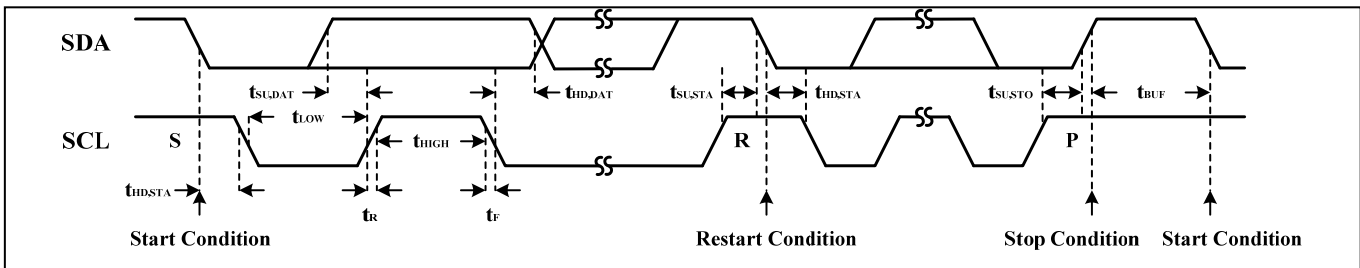 SDA
tSU,DAT tHD,DAT tSU,STA tHD,STA tSU,STO tBUF
tLOW
SCL S tHIGH R P
tHD,STA
tR tF
Start Condition Restart Condition Stop Condition Start Condition